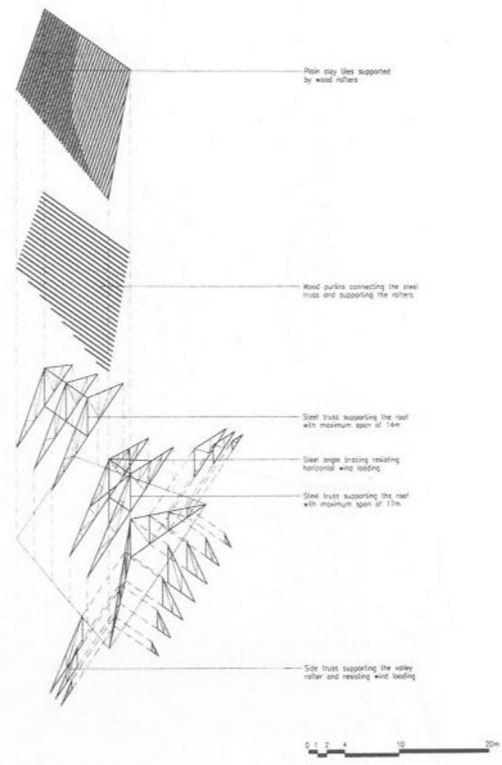 Plain clay tiles supported
by wood rafters
Wood purlins connecting the steel
truss and supporting the rafters
Steel truss supporting the roof
with maximum span of 14m
Steel angle bracing resisting
horizontal wind loading
Steel truss supporting the roof
with maximum span of 17m
Side truss supporting the valley
rafter and resisting wind loading
0 1 2 4 10 20m